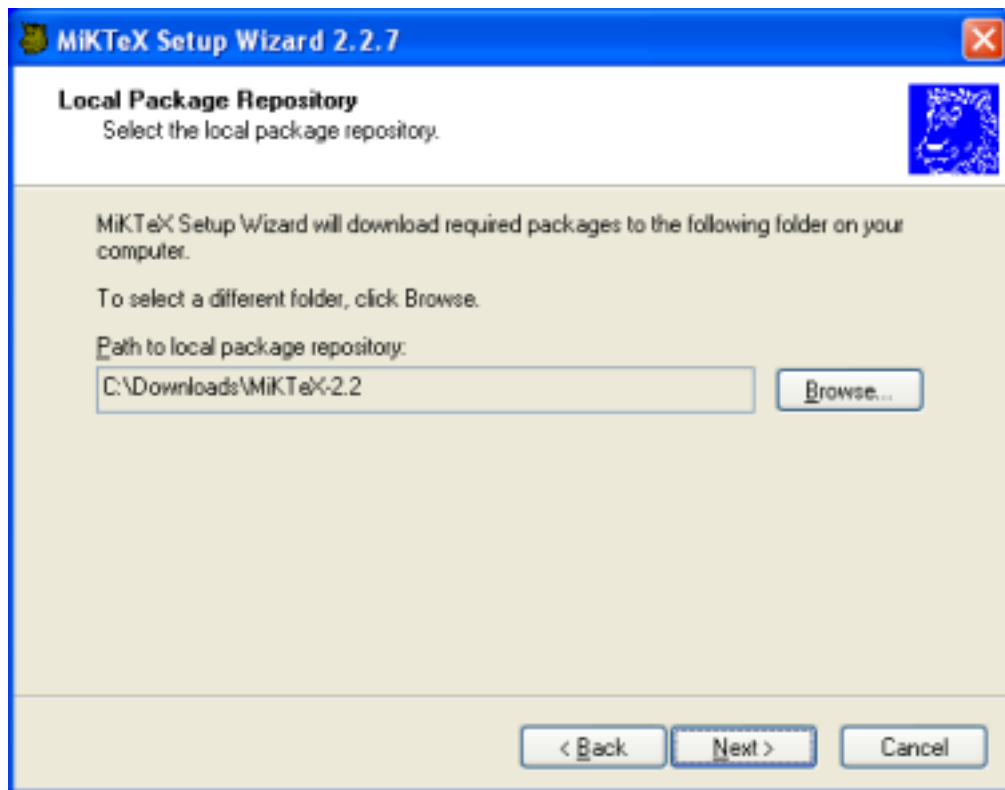 MiKTeX Setup Wizard 2.2.7
Local Package Repository
Select the local package repository.
MiKTeX Setup Wizard will download required packages to the following folder on your
computer.
To select a different folder, click Browse.
Path to local package repository:
C:\Downloads\MiKTeX-2.2
Browse...
< Back
Next >
Cancel